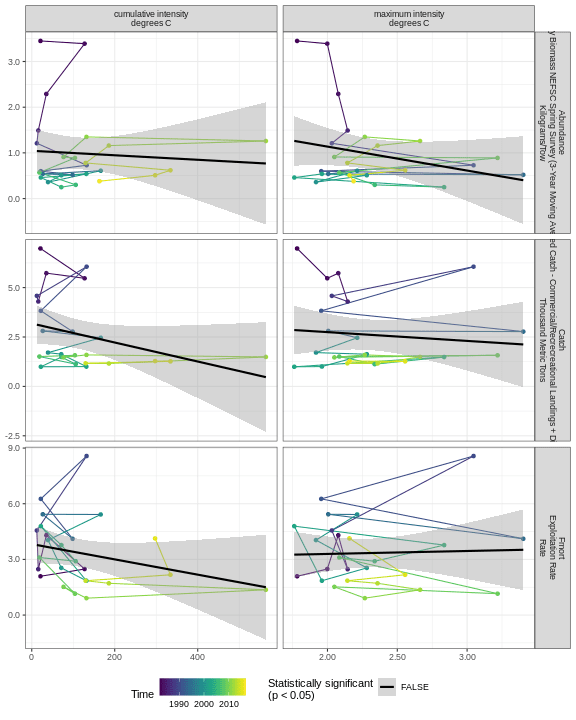 cumulative intensity
degrees C
maximum intensity
degrees C
3.0
2.0
1.0
0.0
Abundance
y Biomass NEFSC Spring Survey (3-Year Moving Ave
Kilograms/Tow
5.0
2.5
0.0
-2.5
Catch
ed Catch - Commercial/Recrecreational Landings + D
Thousand Metric Tons
9.0
6.0
3.0
0.0
Fmort
Exploitation Rate
Rate
0
200
400
2.00
2.50
3.00
Time
1990 2000 2010
Statistically significant
(p < 0.05)
FALSE